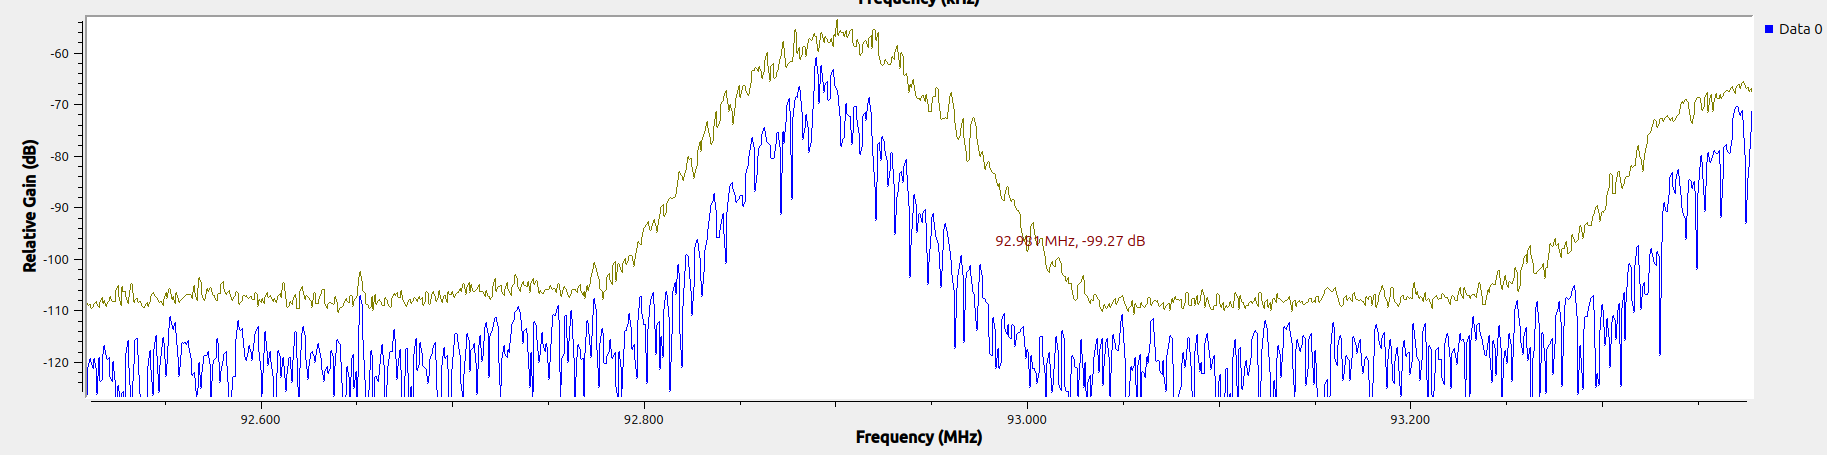 Frequency (kHz)
Data 0
-60
-70
-80
-90
-100
-110
-120
Relative Gain (dB)
92.981 MHz, -99.27 dB
92.600 92.800 93.000 93.200
Frequency (MHz)